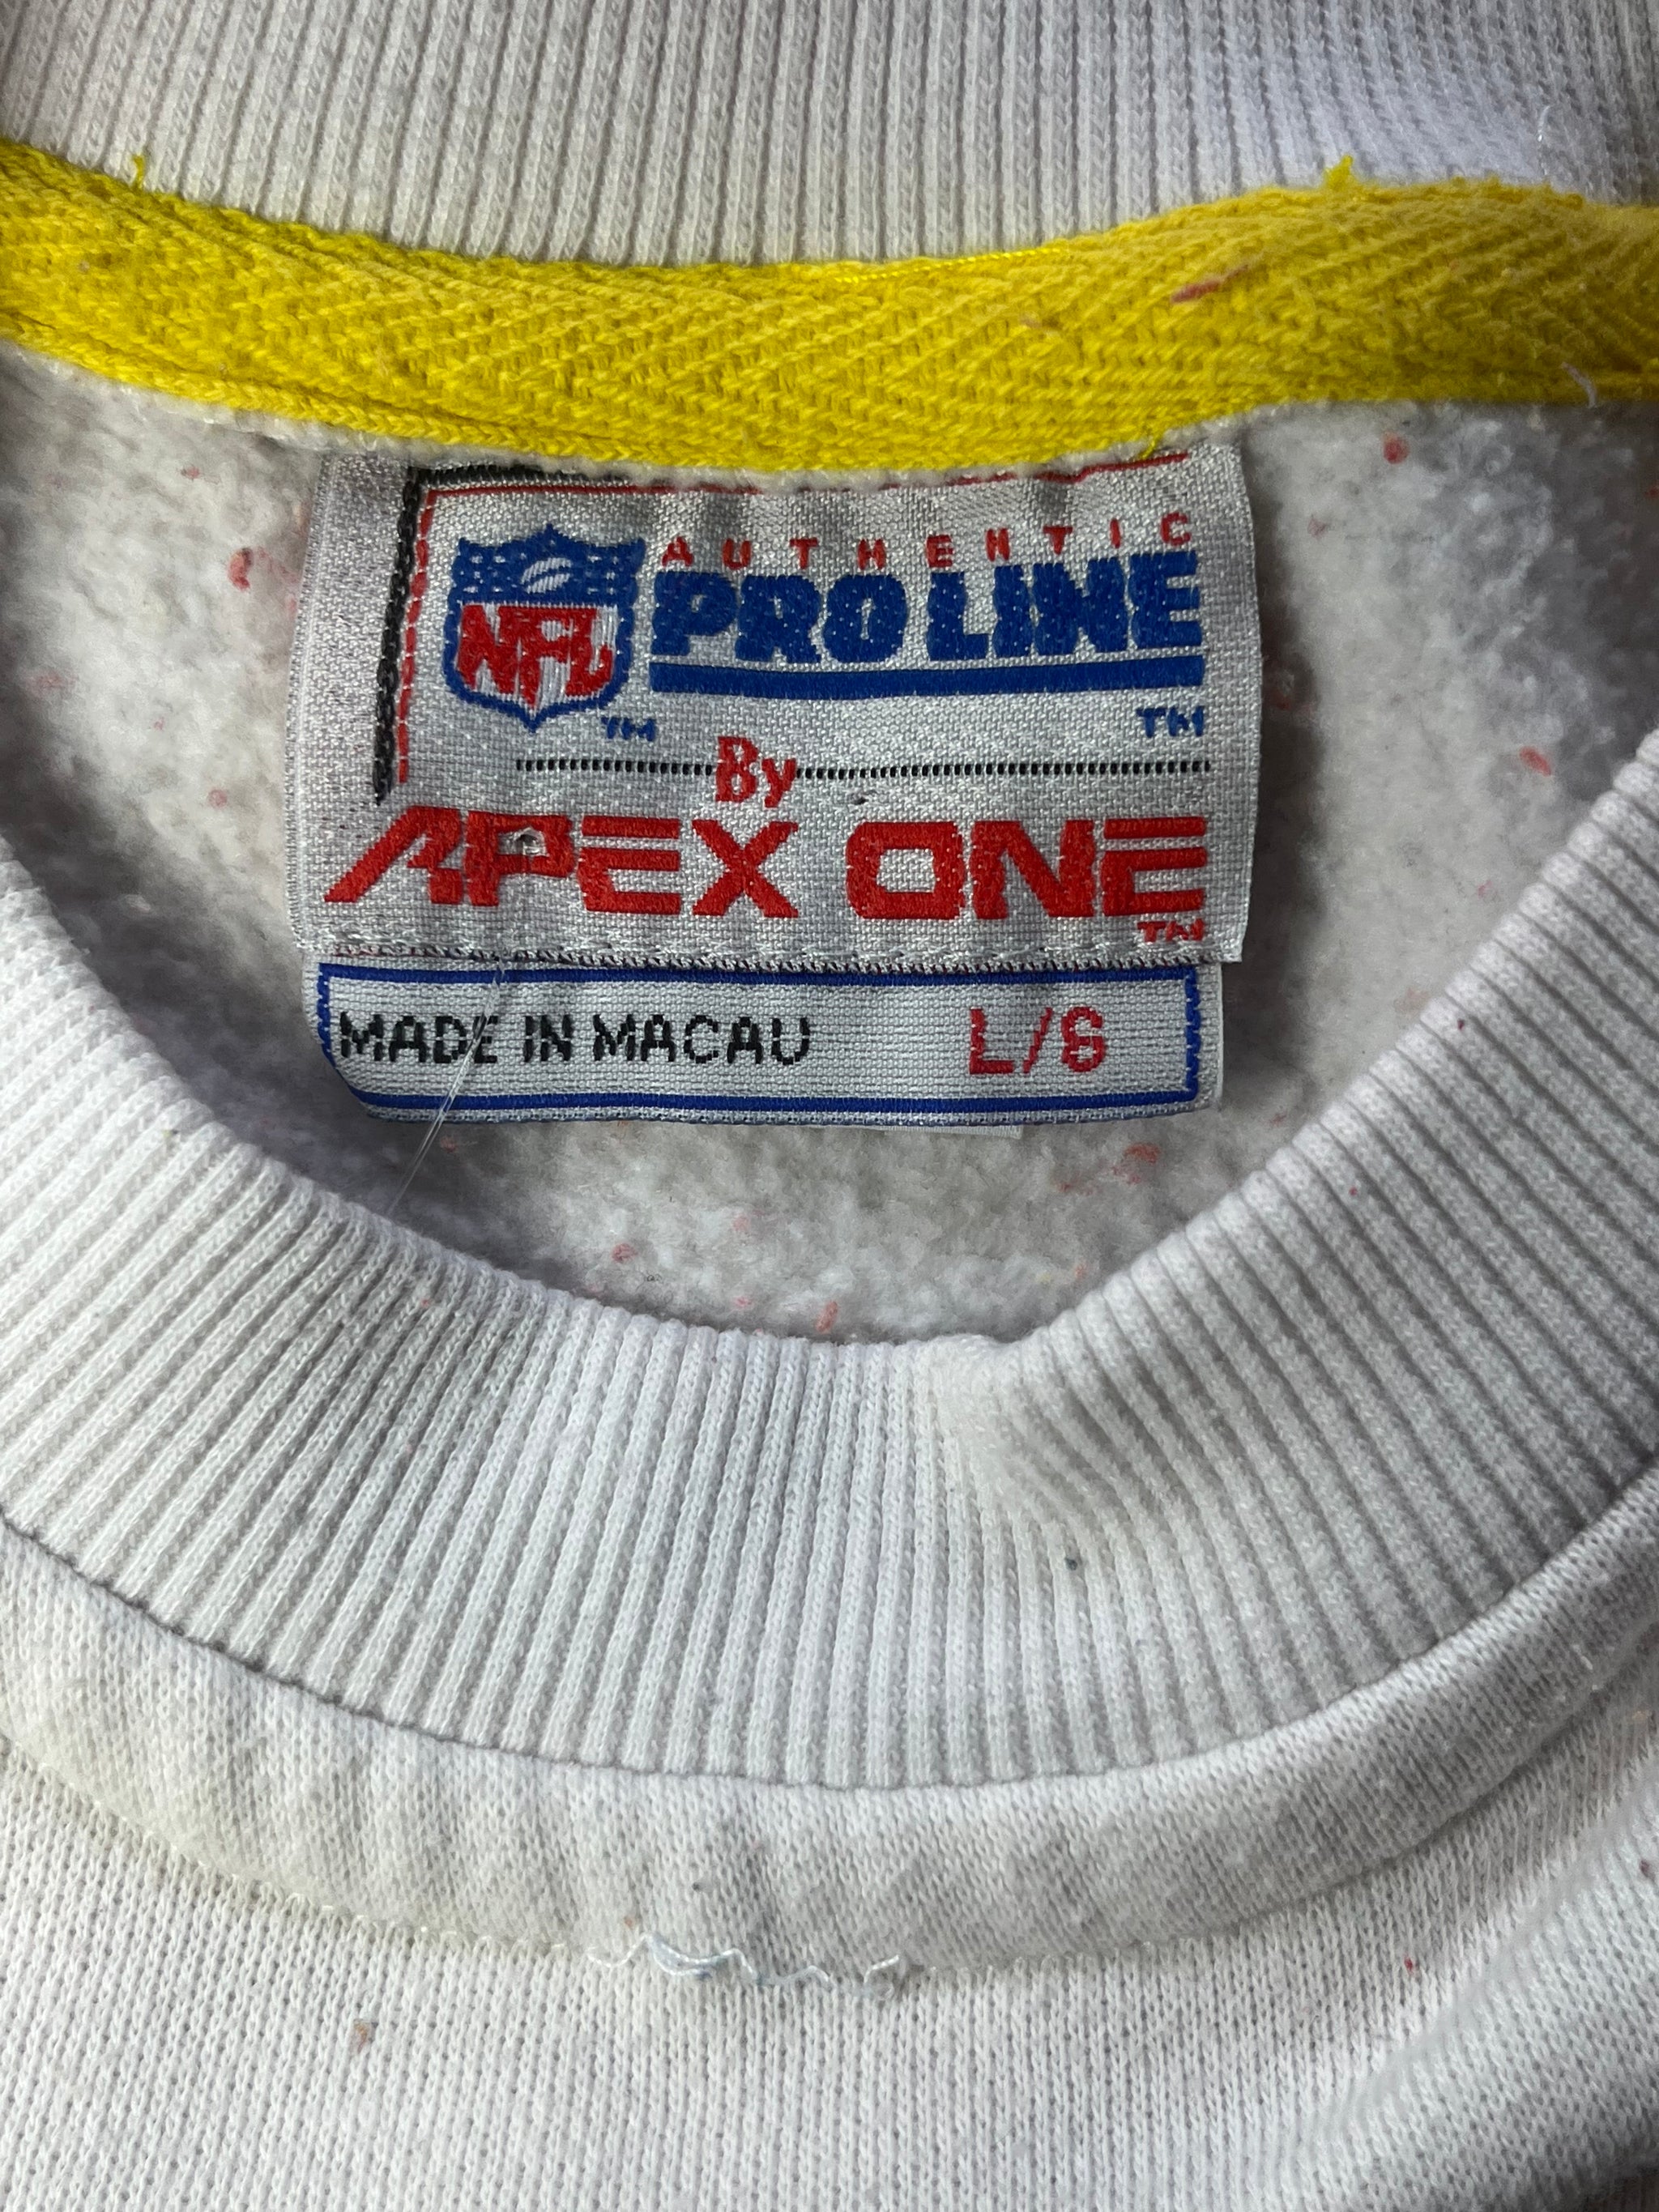 AUTHENTIC
NFL PRO LINE
TM TM
By
APEX ONE
TM
MADE IN MACAU L/G